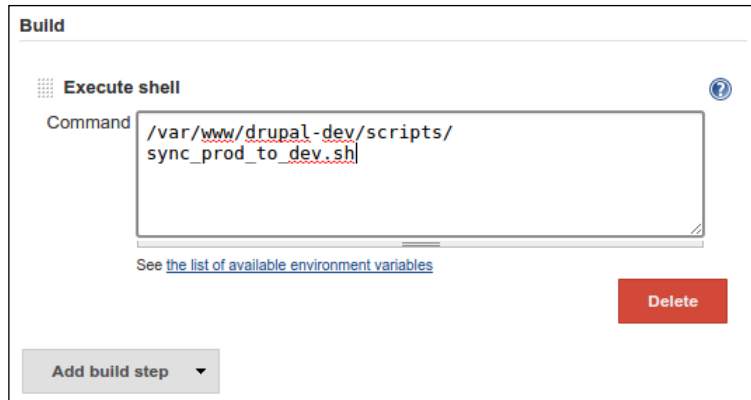 Build
Execute shell
Command
/var/www/drupal-dev/scripts/
sync_prod_to_dev.sh
See the list of available environment variables
Delete
Add build step